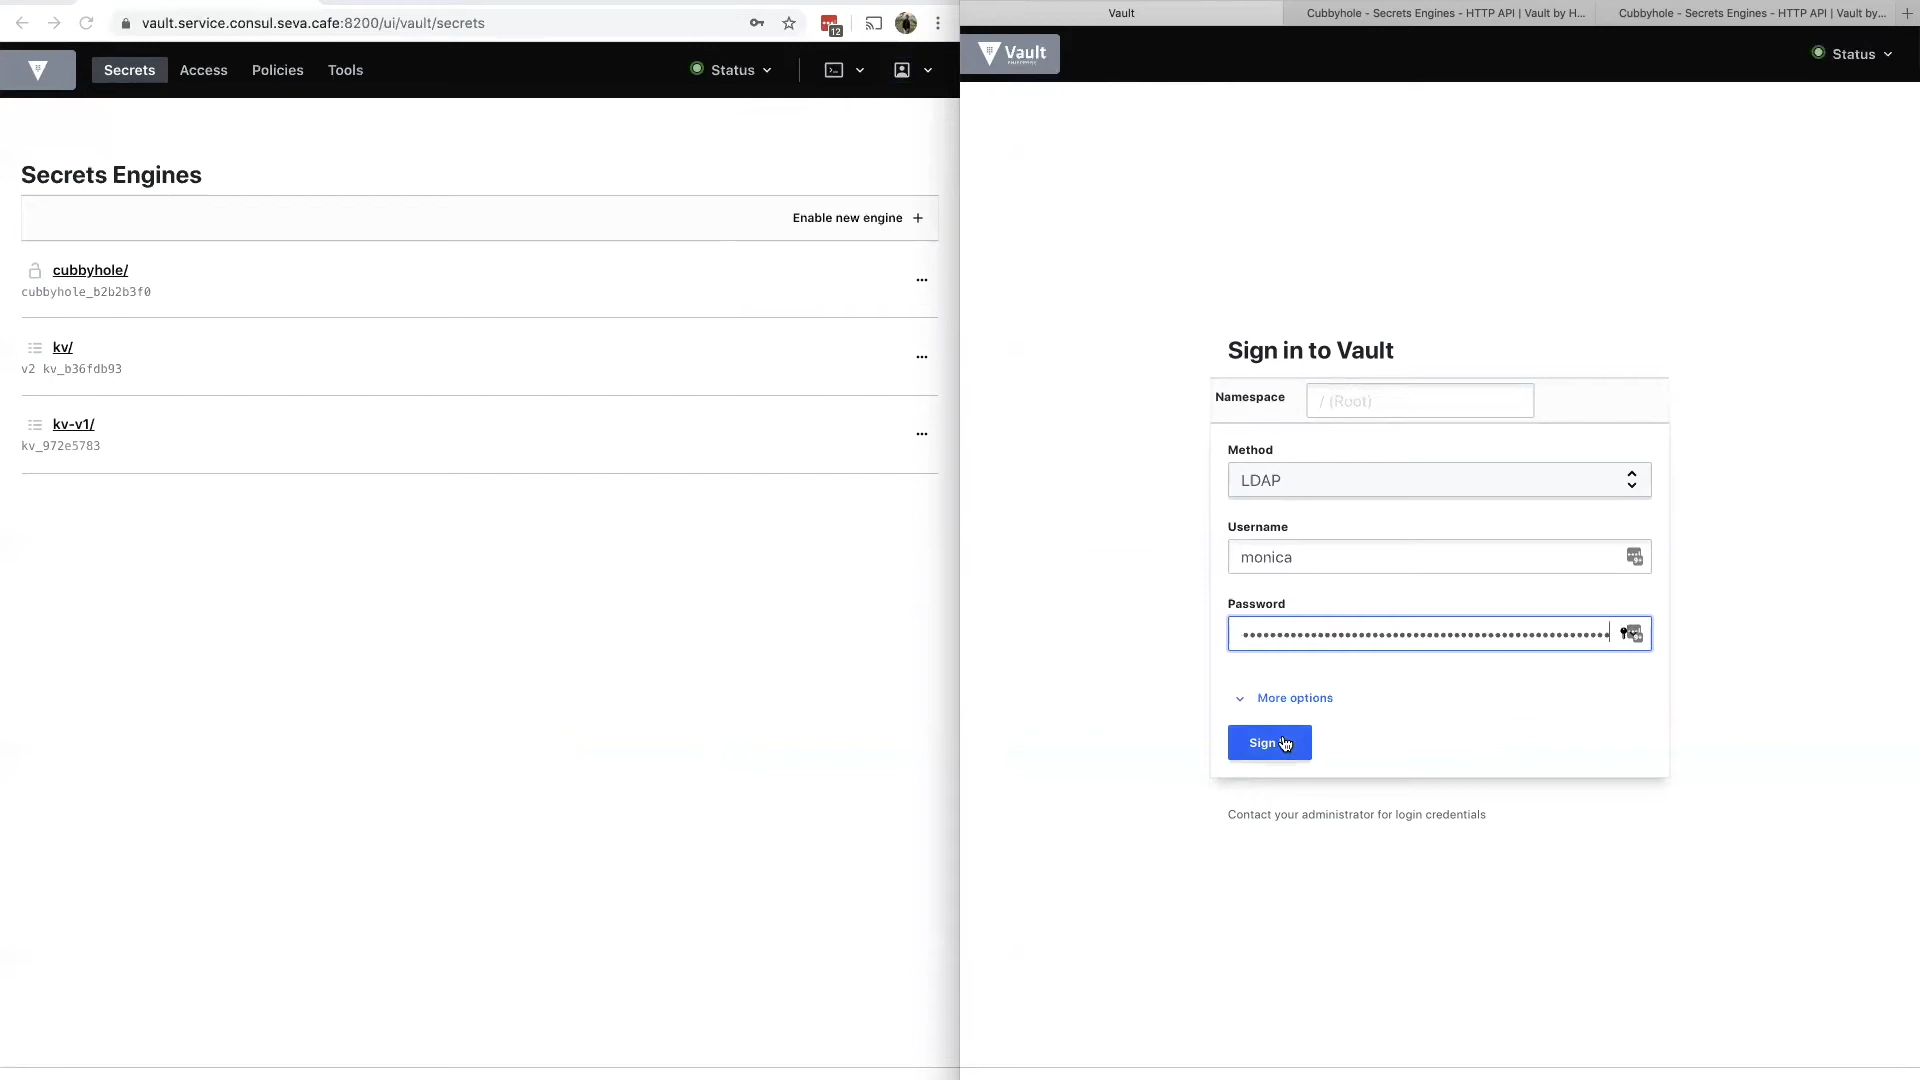 vault.service.consul.seva.cafe:8200/ui/vault/secrets
12
Secrets
Access
Policies
Tools
Status
Secrets Engines
Enable new engine +
cubbyhole/
cubbyhole_b2b2b3f0
kv/
v2 kv_b36fdb93
kv-v1/
kv_972e5783
Vault
Cubbyhole - Secrets Engines - HTTP API | Vault by H...
Cubbyhole - Secrets Engines - HTTP API | Vault by...
Vault
Status
Sign in to Vault
Namespace
/ (Root)
Method
LDAP
Username
monica
Password
More options
Sign
Contact your administrator for login credentials